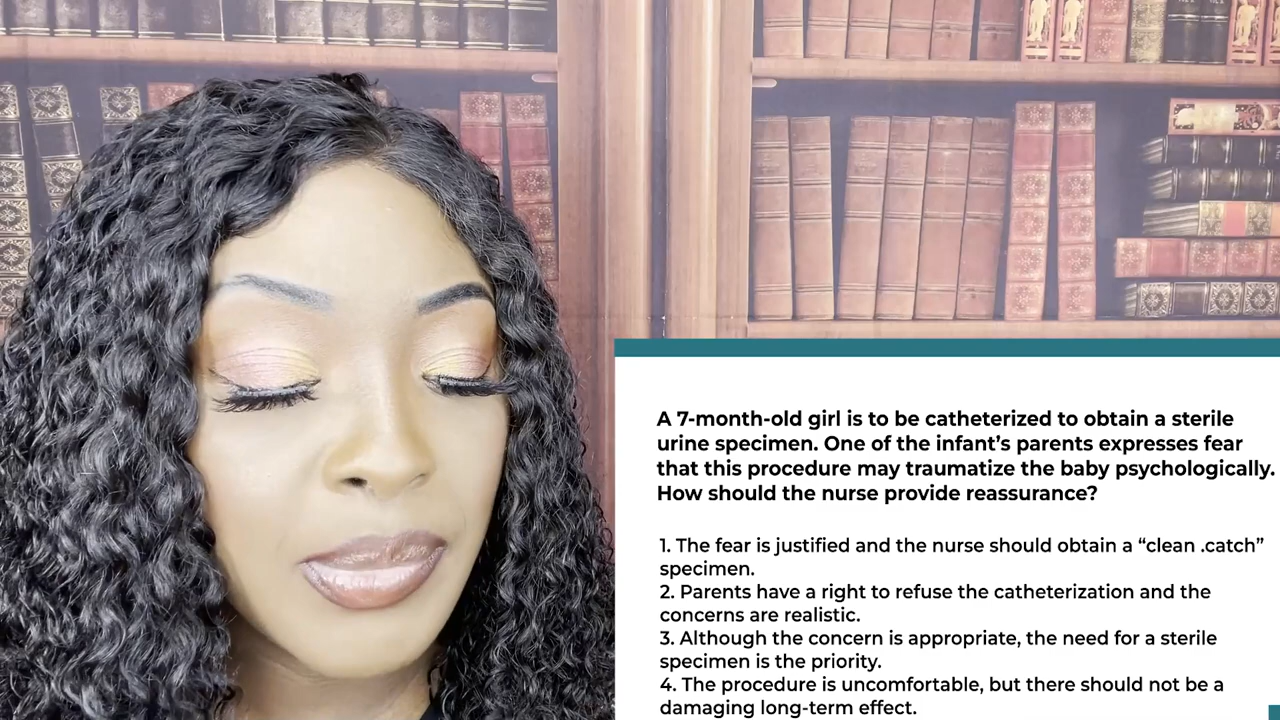 A 7-month-old girl is to be catheterized to obtain a sterile
urine specimen. One of the infant’s parents expresses fear
that this procedure may traumatize the baby psychologically.
How should the nurse provide reassurance?
1. The fear is justified and the nurse should obtain a “clean .catch”
specimen.
2. Parents have a right to refuse the catheterization and the
concerns are realistic.
3. Although the concern is appropriate, the need for a sterile
specimen is the priority.
4. The procedure is uncomfortable, but there should not be a
damaging long-term effect.